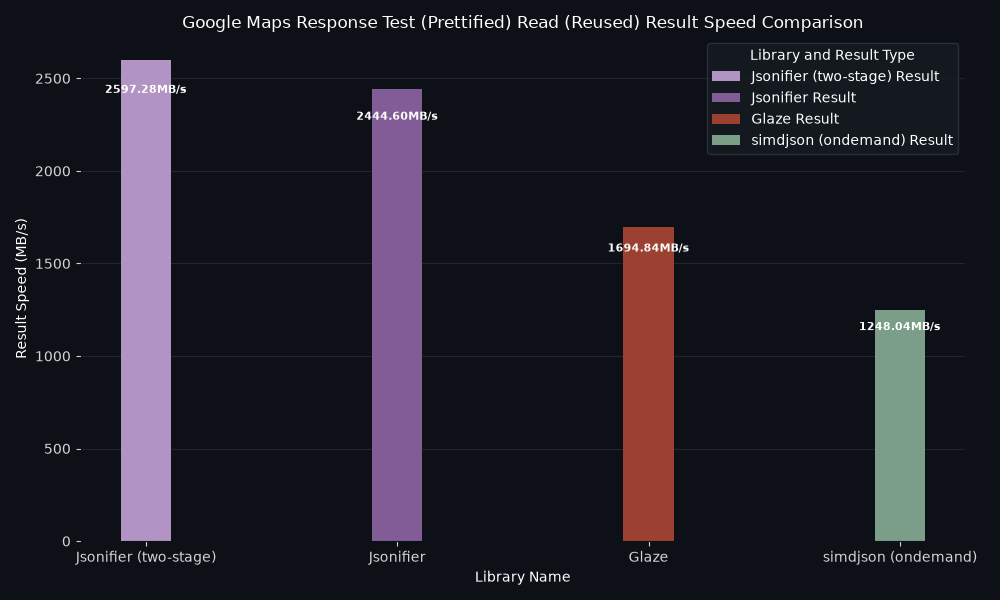 Google Maps Response Test (Prettified) Read (Reused) Result Speed Comparison
Library and Result Type
Jsonifier (two-stage) Result
Jsonifier Result
Glaze Result
simdjson (ondemand) Result
Result Speed (MB/s)
2500
2000
1500
1000
500
0
2597.28MB/s
2444.60MB/s
1694.84MB/s
1248.04MB/s
Jsonifier (two-stage)
Jsonifier
Glaze
simdjson (ondemand)
Library Name